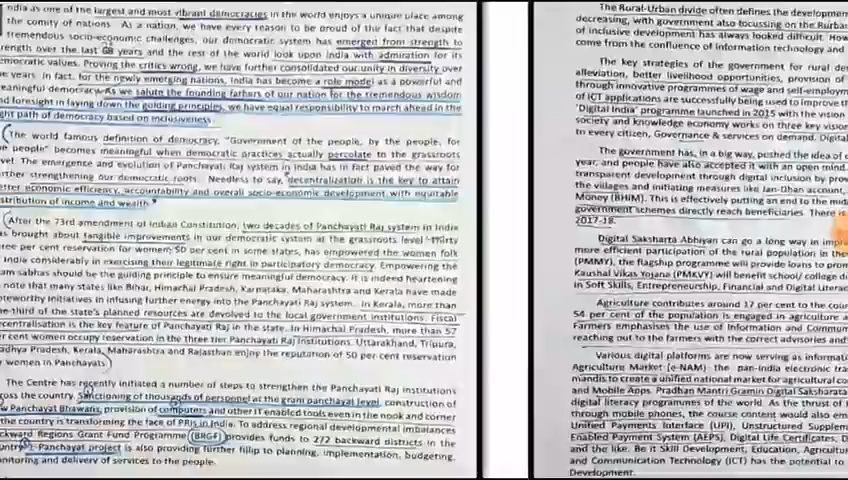 ndia as one of the largest and most vibrant democracies in the world enjoys a unique place among
the comity of nations. As a nation, we have every reason to be proud of the fact that despite
tremendous socio-economic challenges, our democratic system has emerged from strength to
rength over the last 68 years and the rest of the world look upon India with admiration for its
emocratic values. Proving the critics wrong, we have further consolidated our unity in diversity over
e years. In fact, for the newly emerging nations, India has become a role model as a powerful and
eaningful democracy. As we salute the founding fathers of our nation for the tremendous wisdom
nd foresight in laying down the guiding principles, we have equal responsibility to march ahead in the
ght path of democracy based on inclusiveness
The world famous definition of democracy, "Government of the people, by the people, for
e people" becomes meaningful when democratic practices actually percolate to the grassroots
vel. The emergence and evolution of Panchayati Raj system in India has in fact paved the way for
rther strengthening our democratic roots. Needless to say, decentralization is the key to attain
etter economic efficiency, accountability and overall socio-economic development with equitable
stribution of income and wealth.
After the 73rd amendment of Indian Constitution, two decades of Panchayati Raj system in India
as brought about tangible improvements in our democratic system at the grassroots level. Thirty
ree per cent reservation for women, 50 per cent in some states, has empowered the women folk
India considerably in exercising their legitimate right in participatory democracy. Empowering the
am sabhas should be the guiding principle to ensure meaningful democracy. It is indeed heartening
note that many states like Bihar, Himachal Pradesh, Karnataka, Maharashtra and Kerala have made
teworthy initiatives in infusing further energy into the Panchayati Raj system. In Kerala, more than
e-third of the state's planned resources are devolved to the local government institutions. Fiscal
centralisation is the key feature of Panchayati Raj in the state. In Himachal Pradesh, more than 57
er cent women occupy reservation in the three tier Panchayati Raj Institutions. Uttarakhand, Tripura,
adhya Pradesh, Kerala, Maharashtra and Rajasthan enjoy the reputation of 50 per cent reservation
r women in Panchayats.
The Centre has recently initiated a number of steps to strengthen the Panchayati Raj institutions
ross the country. Sanctioning of thousands of personnel at the gram panchayat level, construction of
w Panchayat Bhawans, provision of computers and other IT enabled tools even in the nook and corner
the country is transforming the face of PRIs in India. To address regional developmental imbalances
ckward Regions Grant Fund Programme (BRGF) provides funds to 272 backward districts in the
untry. Panchayat project is also providing further fillip to planning, implementation, budgeting,
onitoring and delivery of services to the people.
The Rural-Urban divide often defines the developmen
decreasing, with government also focussing on the Rurban
of inclusive development has always looked difficult. How
come from the confluence of information technology and
The key strategies of the government for rural de
alleviation, better livelihood opportunities, provision of
through innovative programmes of wage and self-employm
of ICT applications are successfully being used to improve t
'Digital India' programme launched in 2015 with the vision
society and knowledge economy works on three key vision
to every citizen, Governance & services on demand. Digital
The government has, in a big way, pushed the idea of c
year, and people have also accepted it with an open mind.
transparent development through digital inclusion by prov
the villages and initiating measures like Jan-Dhan account,
Money (BHIM). This is effectively putting an end to the mid
government schemes directly reach beneficiaries. There is
2017-18.
Digital Saksharta Abhiyan can go a long way in impr
more efficient participation of the rural population in the
(PMMY), the flagship programme will provide loans to prom
Kaushal Vikas Yojana (PMKVY) will benefit school/ college d
in Soft Skills, Entrepreneurship, Financial and Digital Literac
Agriculture contributes around 17 per cent to the coun
54 per cent of the population is engaged in agriculture a
Farmers emphasises the use of Information and Commun
reaching out to the farmers with the correct advisories and
Various digital platforms are now serving as informat
Agriculture Market (e-NAM) the pan-India electronic tra
mandis to create a unified national market for agricultural co
and Mobile Apps. Pradhan Mantri Gramin Digital Saksharata
digital literacy programmes of the world. As the thrust of
through mobile phones, the course content would also em
Unified Payments Interface (UPI), Unstructured Supplem
Enabled Payment System (AEPS), Digital Life Certificates, D
and the like. Be it Skill Development, Education, Agricultur
and Communication Technology (ICT) has the potential to
Development.